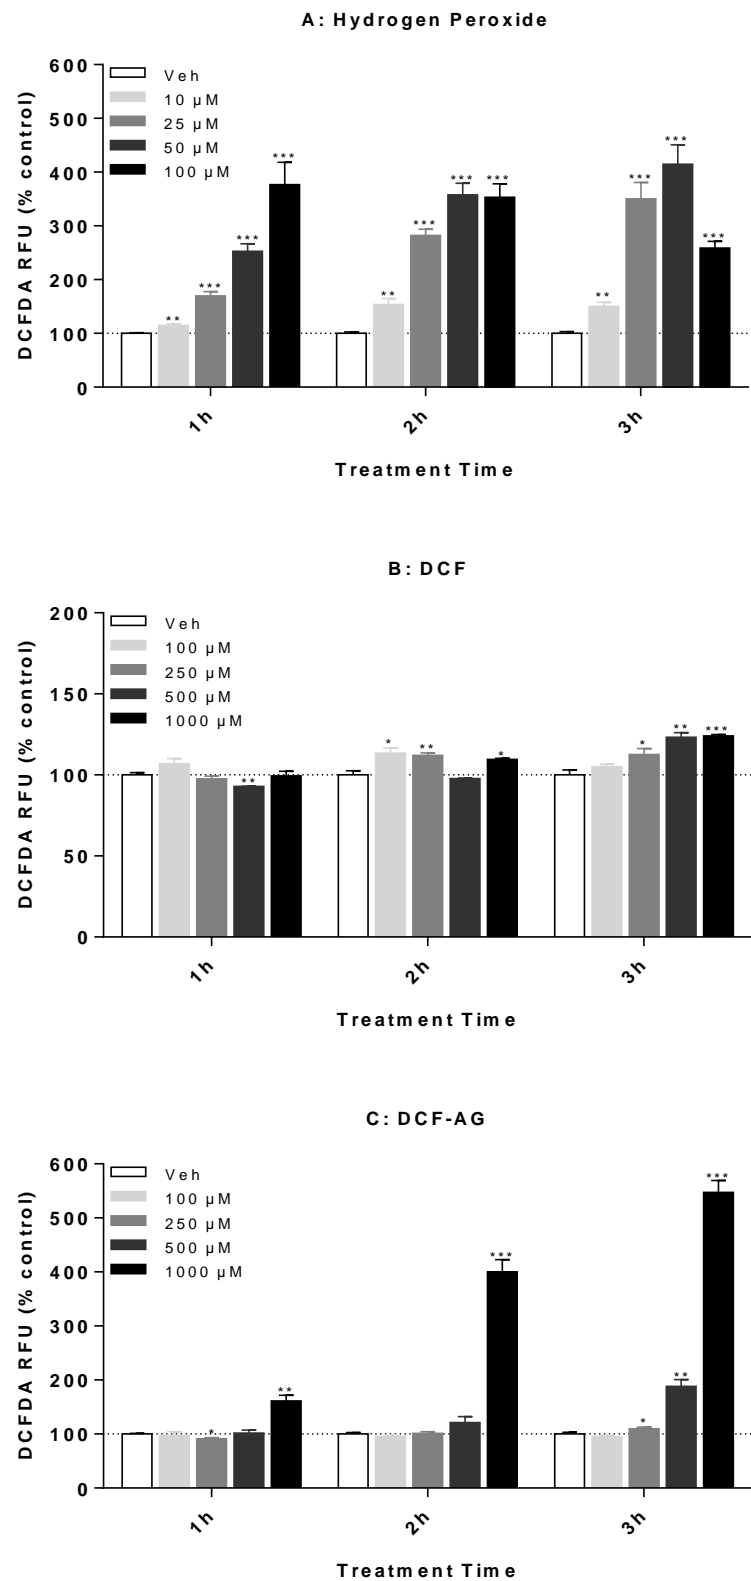 A: Hydrogen Peroxide
600
500
400
300
200
100
0
DCFDA RFU (% control)
Veh
10 µM
25 µM
50 µM
100 µM
** *** *** ***
** *** *** ***
** *** *** ***
1h 2h 3h
Treatment Time
B: DCF
200
150
100
50
0
DCFDA RFU (% control)
Veh
100 µM
250 µM
500 µM
1000 µM
**
* ** *
* ** ***
1h 2h 3h
Treatment Time
C: DCF-AG
600
500
400
300
200
100
0
DCFDA RFU (% control)
Veh
100 µM
250 µM
500 µM
1000 µM
* **
***
* ** ***
1h 2h 3h
Treatment Time